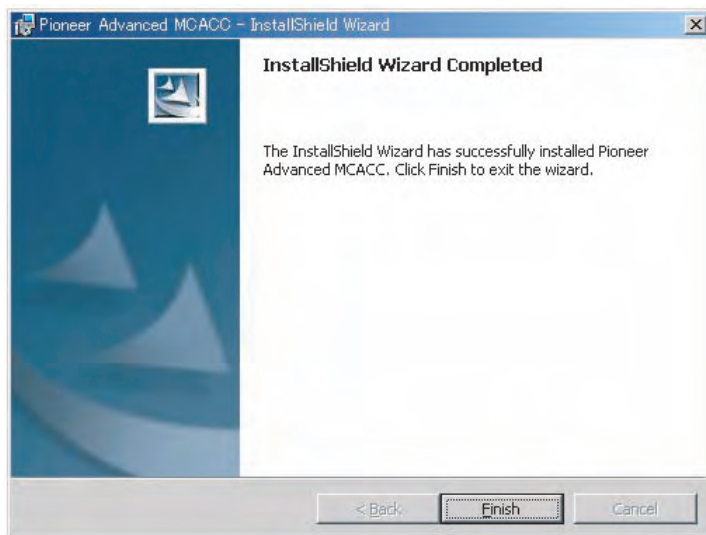 Pioneer Advanced MCACC - InstallShield Wizard
InstallShield Wizard Completed
The InstallShield Wizard has successfully installed Pioneer
Advanced MCACC. Click Finish to exit the wizard.
< Back
Finish
Cancel